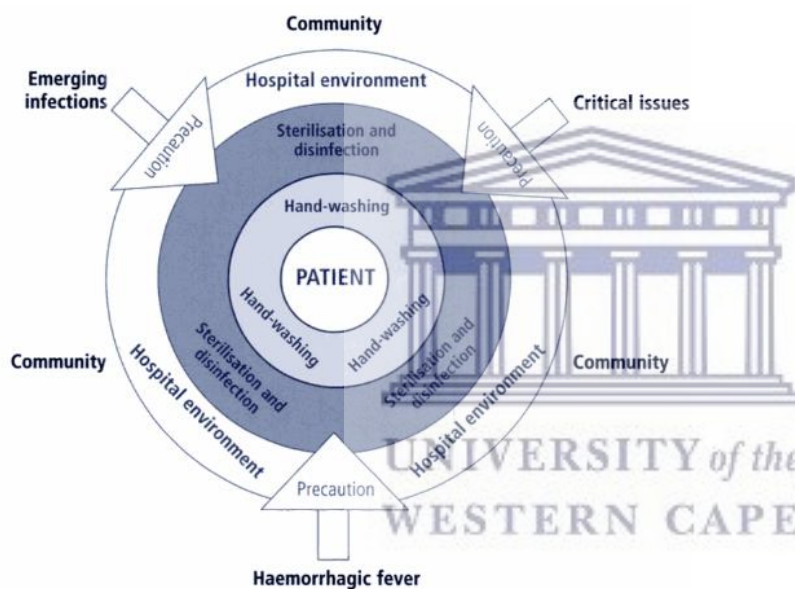 Community
Emerging
infections
Hospital environment
Critical issues
Precaution
Precaution
Sterilisation and
disinfection
Hand-washing
PATIENT
Hand-washing
Hand-washing
Community
Sterilisation and
disinfection
Sterilisation and
disinfection
Community
Hospital environment
Hospital environment
UNIVERSITY of the
WESTERN CAPE
Precaution
Haemorrhagic fever